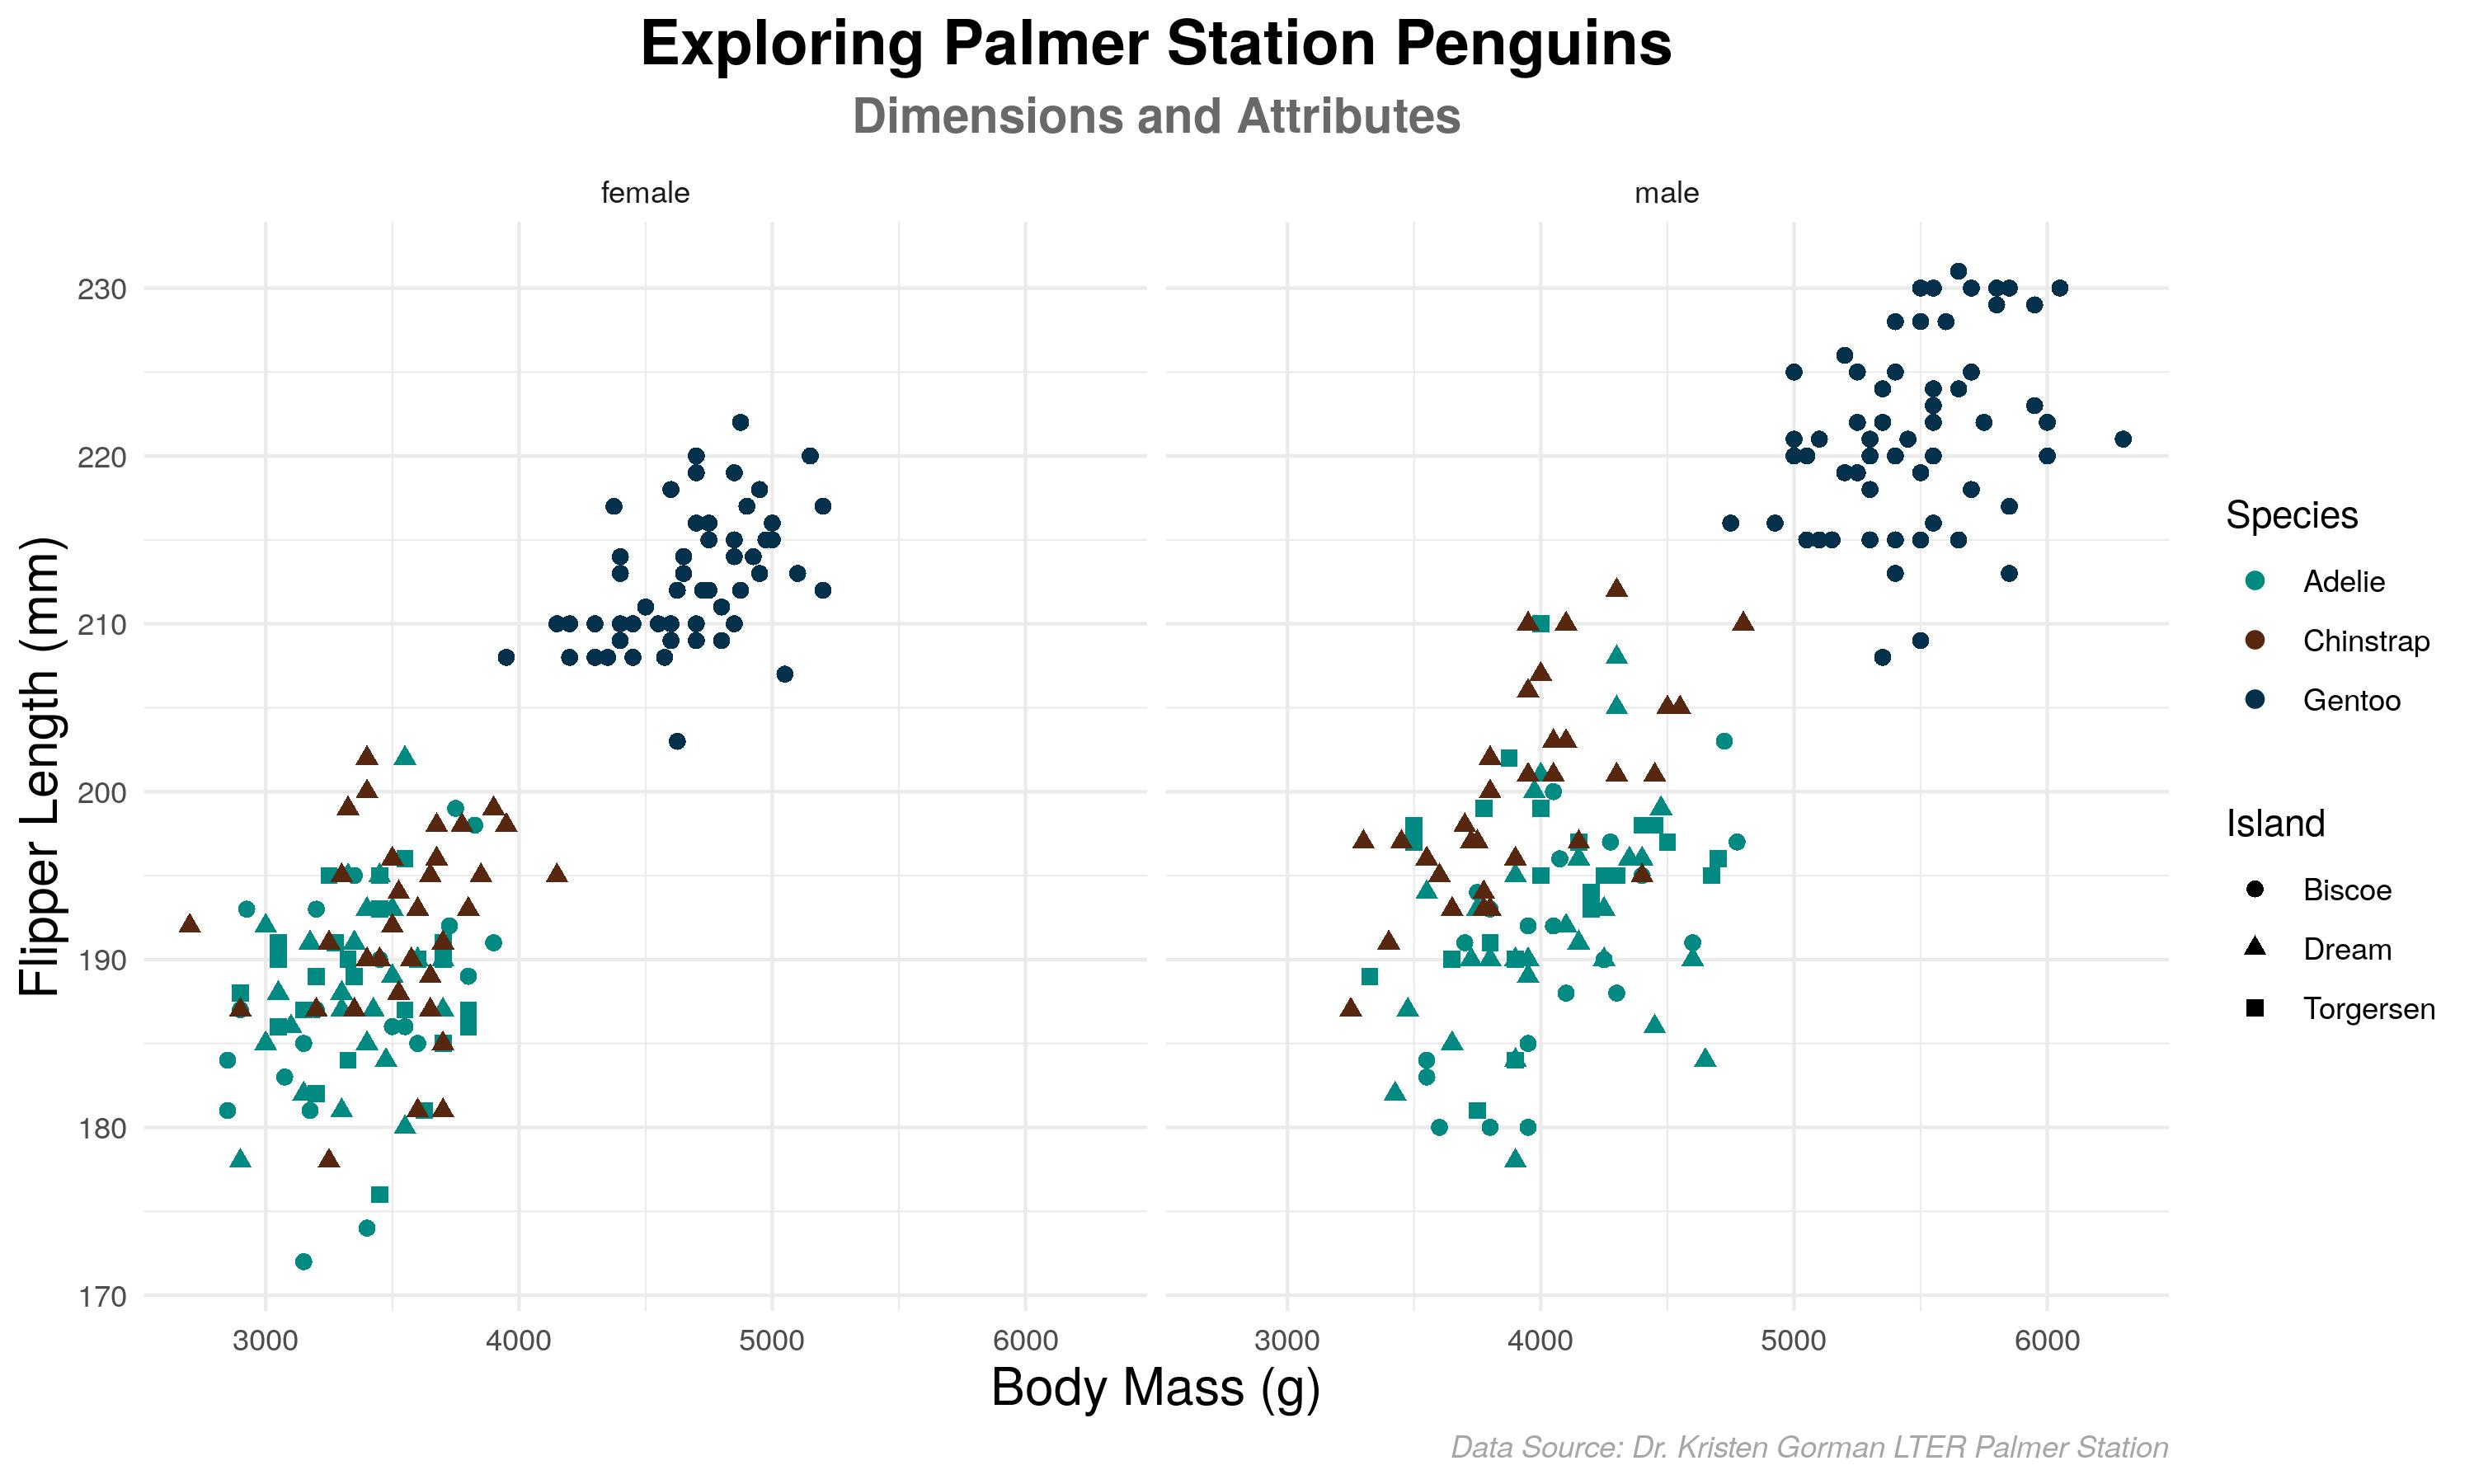 Exploring Palmer Station Penguins
Dimensions and Attributes
female
male
230
220
210
200
190
180
170
Flipper Length (mm)
3000 4000 5000 6000
3000 4000 5000 6000
Body Mass (g)
Species
Adelie
Chinstrap
Gentoo
Island
Biscoe
Dream
Torgersen
Data Source: Dr. Kristen Gorman LTER Palmer Station